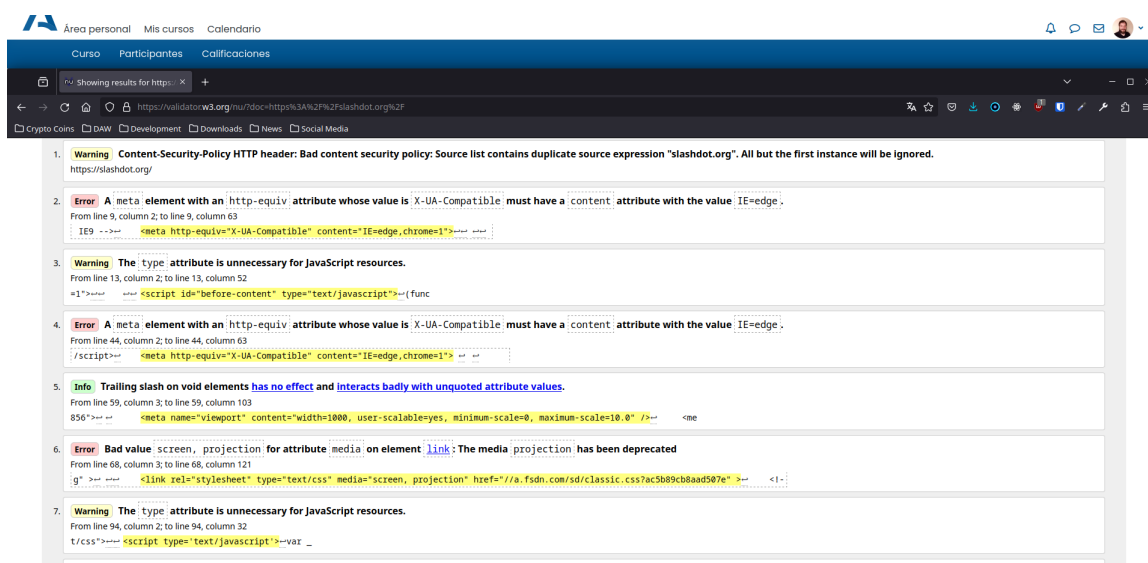 Área personal Mis cursos Calendario
Curso Participantes Calificaciones
nu Showing results for https:/ × +
https://validator.w3.org/nu/?doc=https%3A%2F%2Fslashdot.org%2F
Crypto Coins DAW Development Downloads News Social Media
1. Warning Content-Security-Policy HTTP header: Bad content security policy: Source list contains duplicate source expression "slashdot.org". All but the first instance will be ignored.
https://slashdot.org/
2. Error A meta element with an http-equiv attribute whose value is X-UA-Compatible must have a content attribute with the value IE=edge.
From line 9, column 2; to line 9, column 63
IE9 -->↩ <meta http-equiv="X-UA-Compatible" content="IE=edge,chrome=1">↩↩ ↩↩
3. Warning The type attribute is unnecessary for JavaScript resources.
From line 13, column 2; to line 13, column 52
=1">↩↩ ↩↩ <script id="before-content" type="text/javascript">↩(func
4. Error A meta element with an http-equiv attribute whose value is X-UA-Compatible must have a content attribute with the value IE=edge.
From line 44, column 2; to line 44, column 63
/script>↩ <meta http-equiv="X-UA-Compatible" content="IE=edge,chrome=1"> ↩ ↩
5. Info Trailing slash on void elements has no effect and interacts badly with unquoted attribute values.
From line 59, column 3; to line 59, column 103
856">↩ ↩ <meta name="viewport" content="width=1000, user-scalable=yes, minimum-scale=0, maximum-scale=10.0" />↩ <me
6. Error Bad value screen, projection for attribute media on element link: The media projection has been deprecated
From line 68, column 3; to line 68, column 121
g" >↩ ↩↩ <link rel="stylesheet" type="text/css" media="screen, projection" href="//a.fsdn.com/sd/classic.css?ac5b89cb8aad507e" >↩ <!-
7. Warning The type attribute is unnecessary for JavaScript resources.
From line 94, column 2; to line 94, column 32
t/css">↩↩ <script type='text/javascript'>↩var _